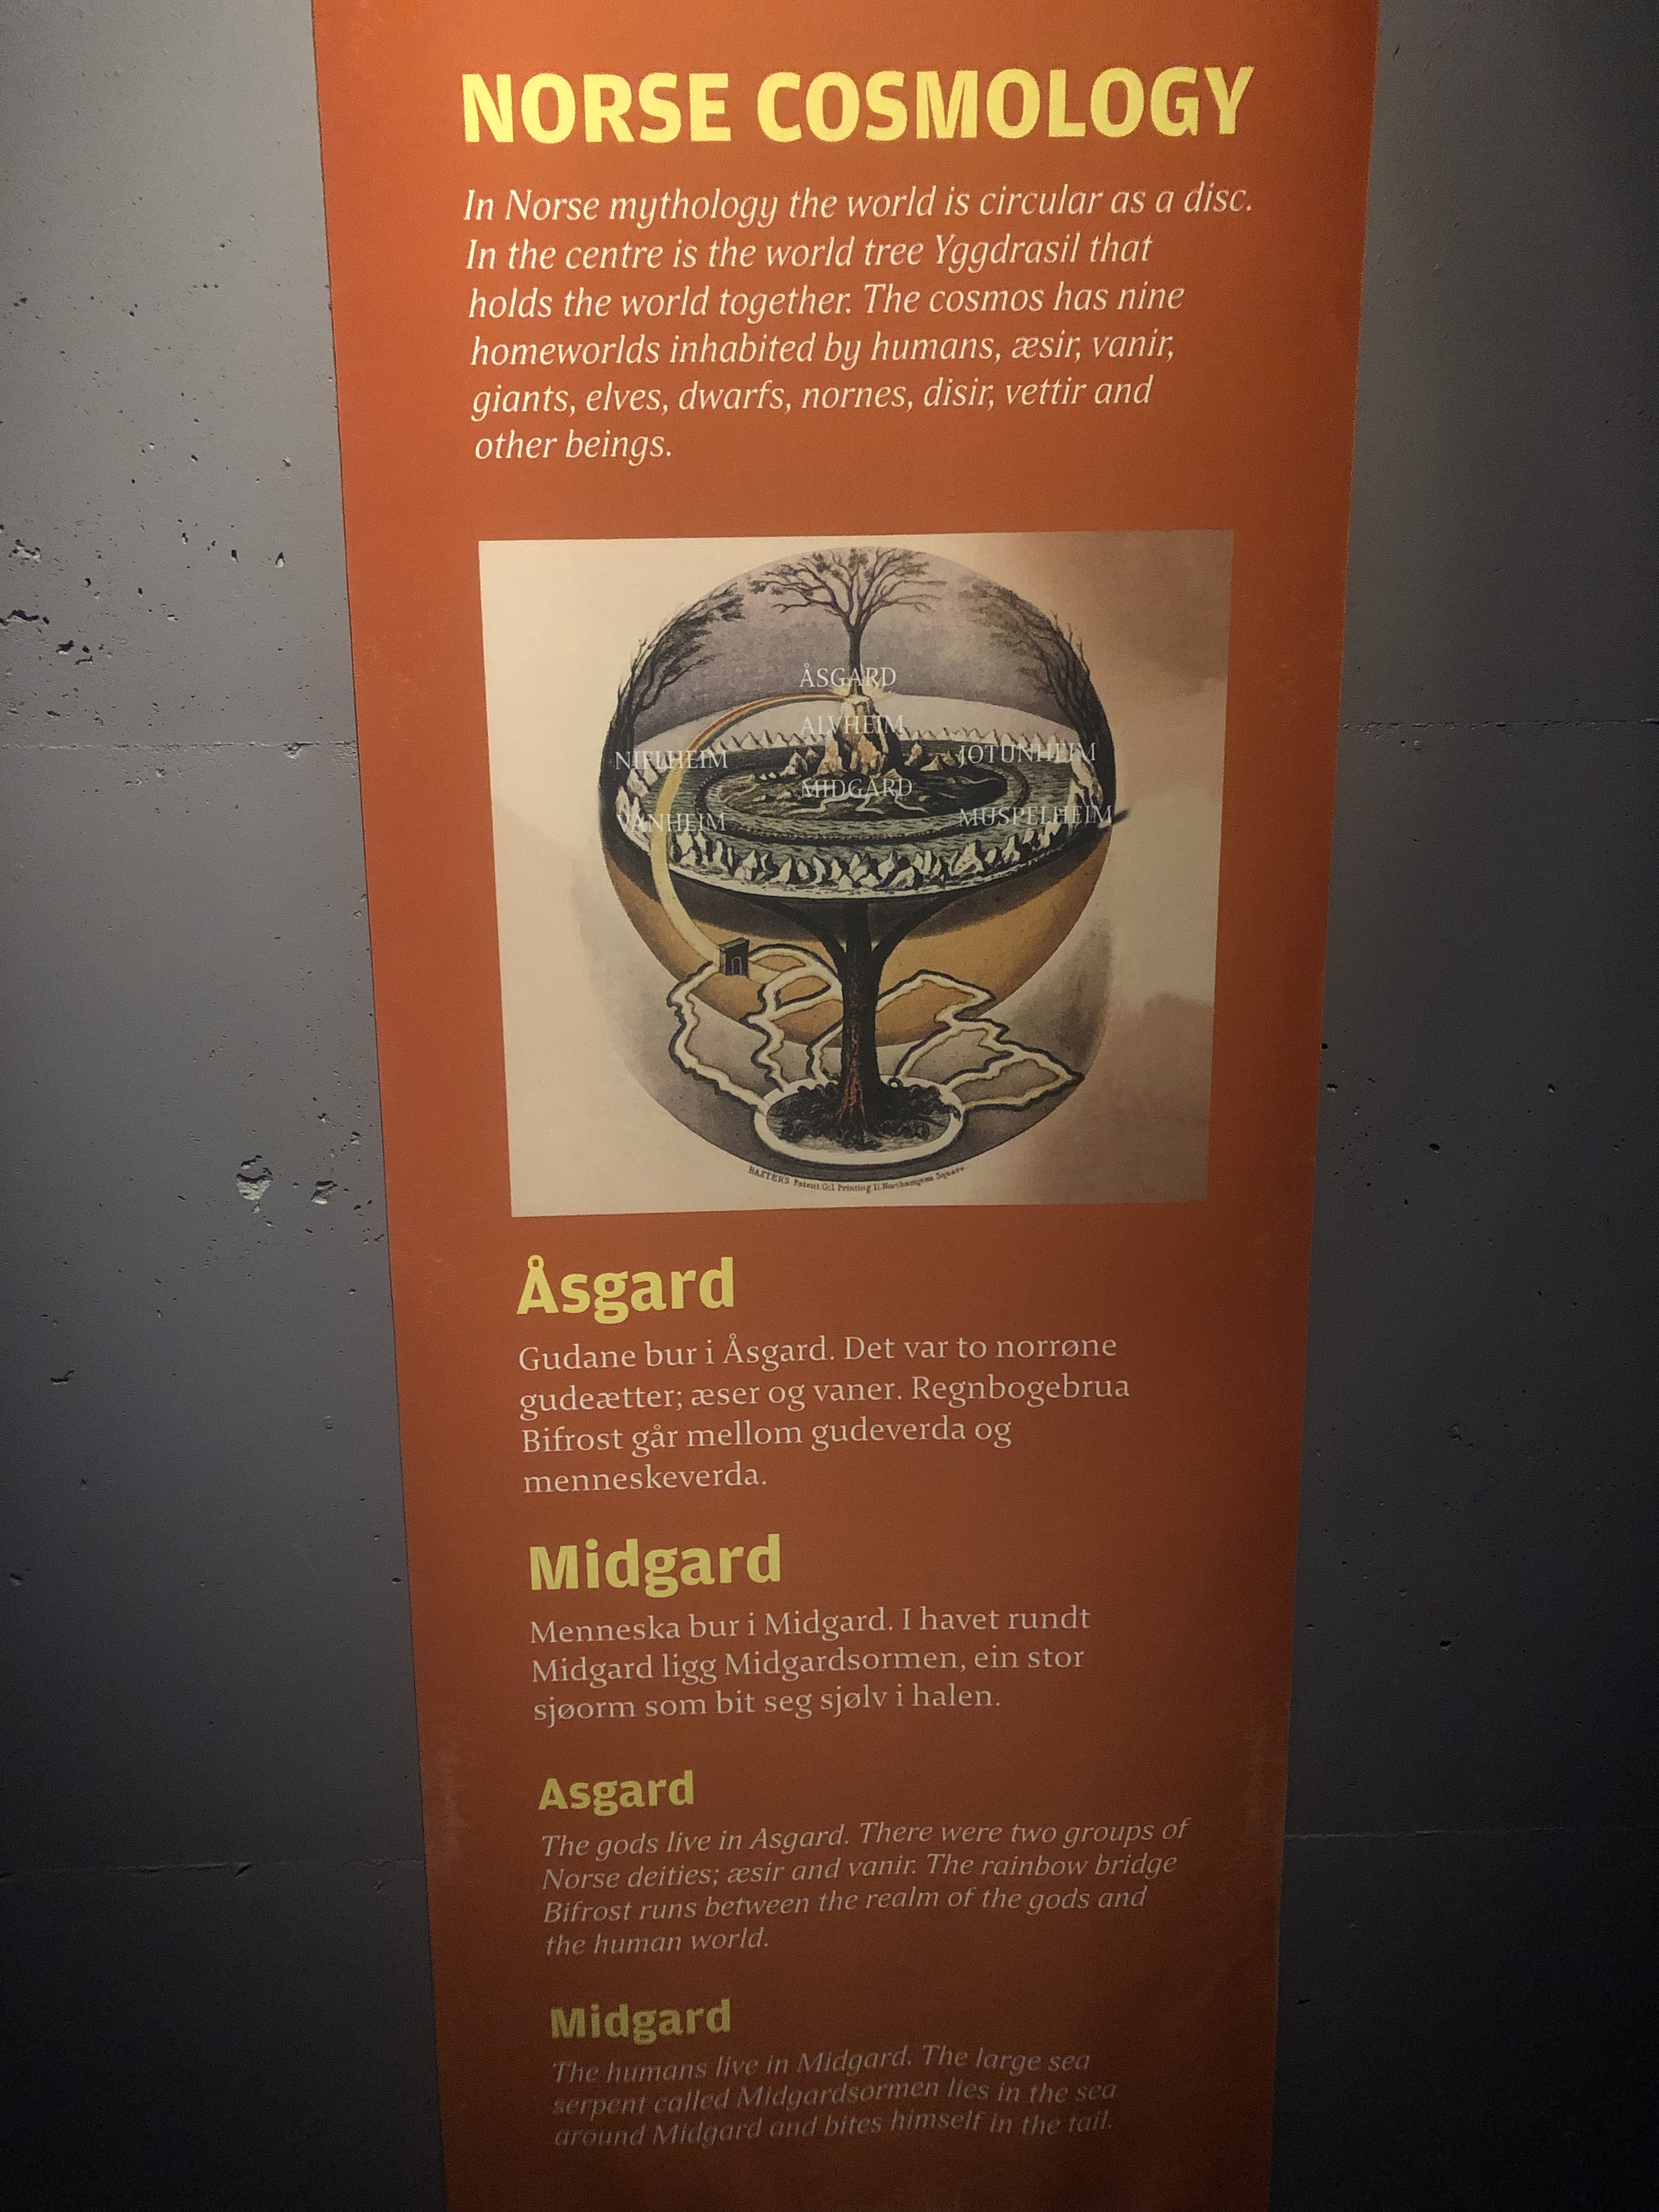 NORSE COSMOLOGY
In Norse mythology the world is circular as a disc.
In the centre is the world tree Yggdrasil that
holds the world together. The cosmos has nine
homeworlds inhabited by humans, æsir, vanir,
giants, elves, dwarfs, nornes, disir, vettir and
other beings.
ÅSGARD
ALVHEIM
NIFLHEIM
JOTUNHEIM
MIDGARD
VANHEIM
MUSPELHEIM
BAXTERS Patent Oil Printing 11 Northampton Square
Åsgard
Gudane bur i Åsgard. Det var to norrøne
gudeætter; æser og vaner. Regnbogebrua
Bifrost går mellom gudeverda og
menneskeverda.
Midgard
Menneska bur i Midgard. I havet rundt
Midgard ligg Midgardsormen, ein stor
sjøorm som bit seg sjølv i halen.
Asgard
The gods live in Asgard. There were two groups of
Norse deities; æsir and vanir. The rainbow bridge
Bifrost runs between the realm of the gods and
the human world.
Midgard
The humans live in Midgard. The large sea
serpent called Midgardsormen lies in the sea
around Midgard and bites himself in the tail.